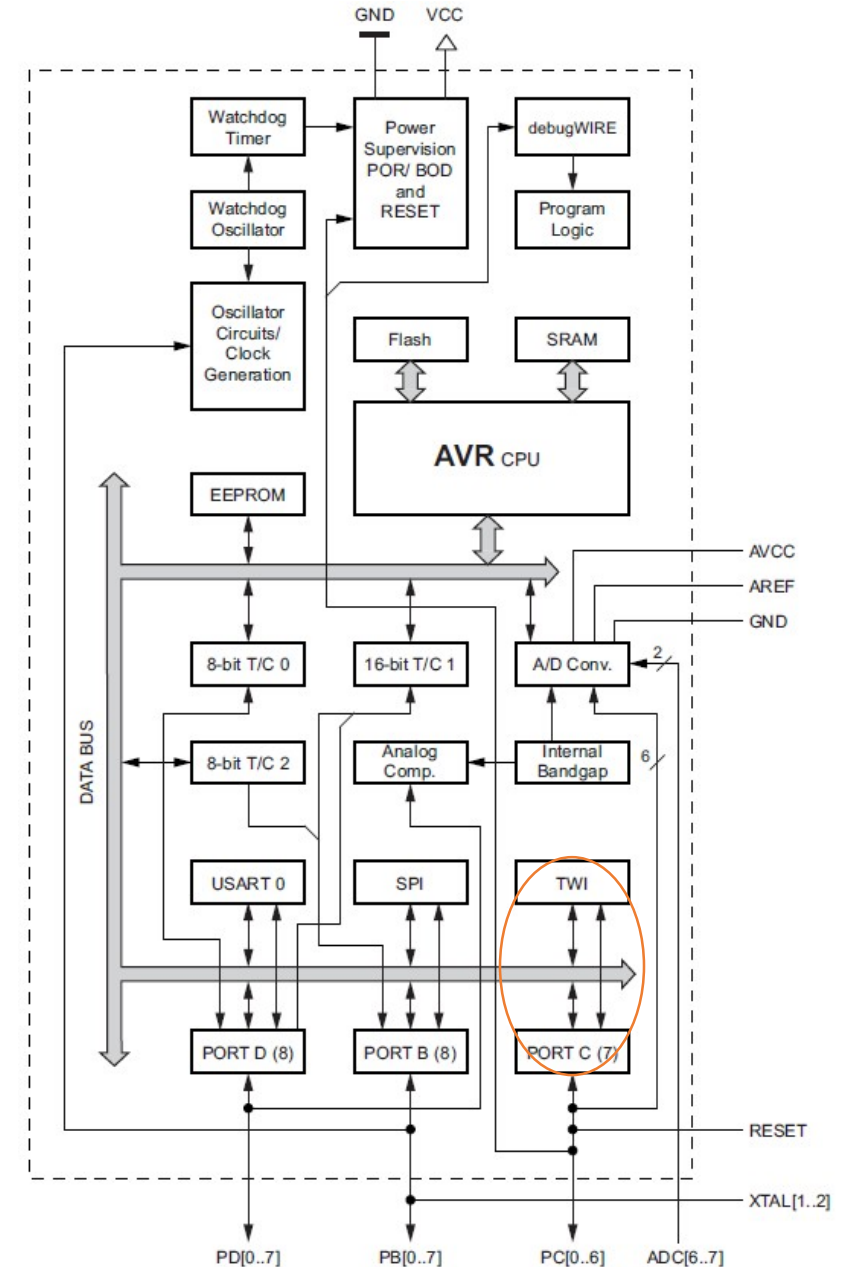 GND
VCC
Watchdog
Timer
Power
Supervision
POR/ BOD
and
RESET
debugWIRE
Watchdog
Oscillator
Program
Logic
Oscillator
Circuits/
Clock
Generation
Flash
SRAM
AVR CPU
EEPROM
AVCC
AREF
GND
8-bit T/C 0
16-bit T/C 1
A/D Conv.
2
DATA BUS
8-bit T/C 2
Analog
Comp.
Internal
Bandgap
6
USART 0
SPI
TWI
PORT D (8)
PORT B (8)
PORT C (7)
RESET
XTAL[1..2]
PD[0..7]
PB[0..7]
PC[0..6]
ADC[6..7]